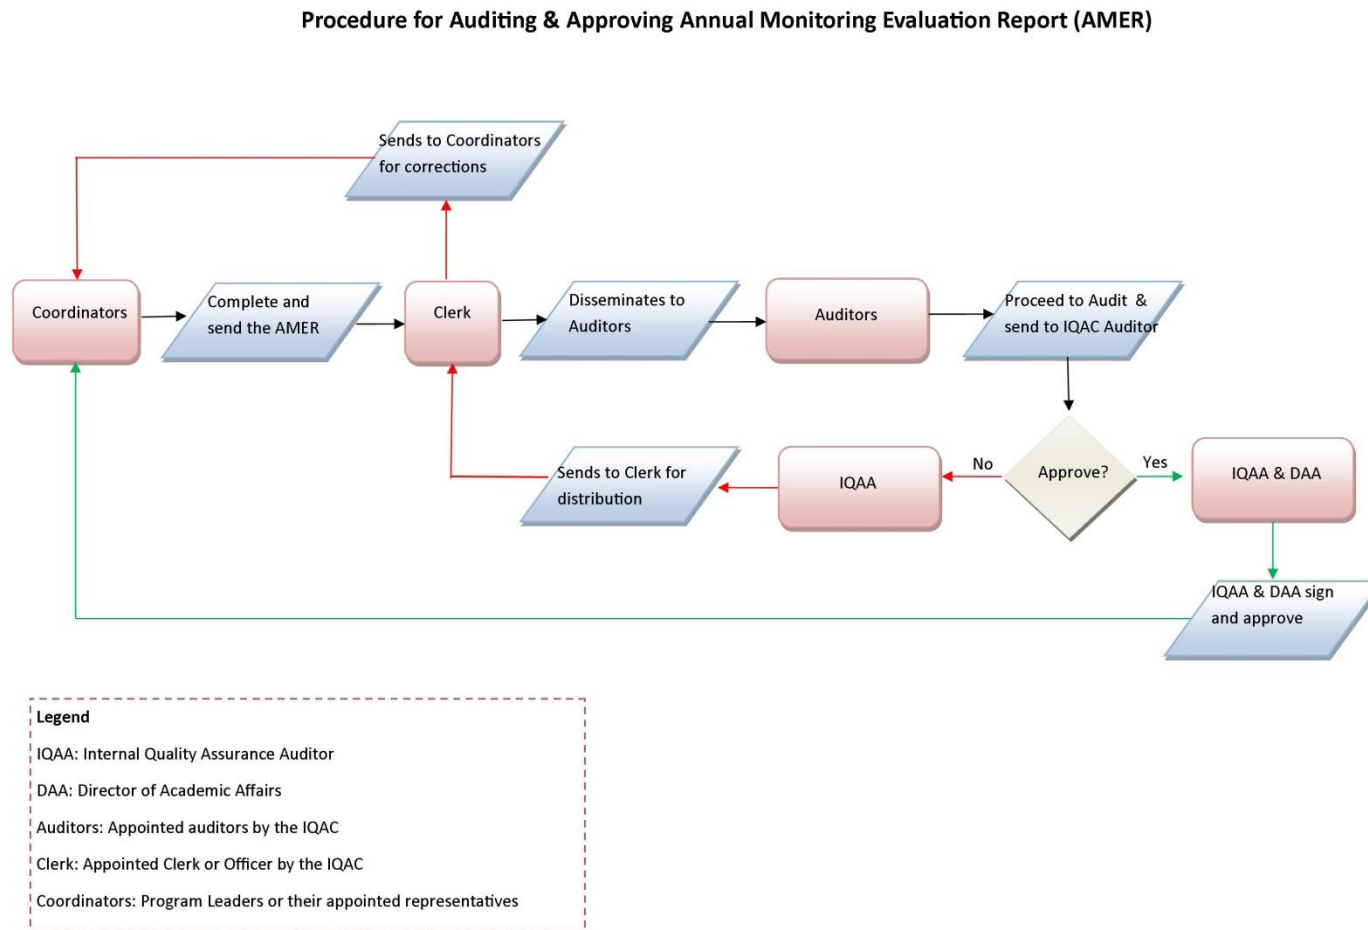 Procedure for Auditing & Approving Annual Monitoring Evaluation Report (AMER)
Sends to Coordinators
for corrections
Coordinators
Complete and
send the AMER
Clerk
Disseminates to
Auditors
Auditors
Proceed to Audit &
send to IQAC Auditor
Sends to Clerk for
distribution
IQAA
No
Approve?
Yes
IQAA & DAA
IQAA & DAA sign
and approve
Legend
IQAA: Internal Quality Assurance Auditor
DAA: Director of Academic Affairs
Auditors: Appointed auditors by the IQAC
Clerk: Appointed Clerk or Officer by the IQAC
Coordinators: Program Leaders or their appointed representatives